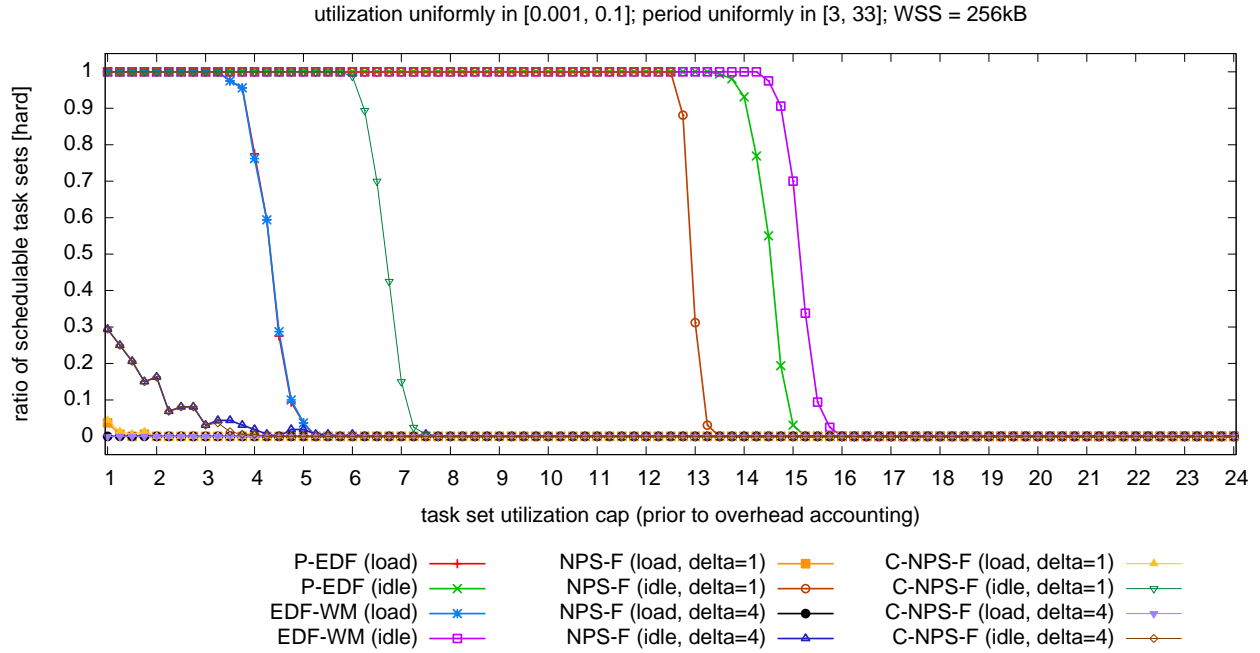 utilization uniformly in [0.001, 0.1]; period uniformly in [3, 33]; WSS = 256kB
ratio of schedulable task sets [hard]
1
0.9
0.8
0.7
0.6
0.5
0.4
0.3
0.2
0.1
0
1 2 3 4 5 6 7 8 9 10 11 12 13 14 15 16 17 18 19 20 21 22 23 24
task set utilization cap (prior to overhead accounting)
P-EDF (load) NPS-F (load, delta=1) C-NPS-F (load, delta=1)
P-EDF (idle) NPS-F (idle, delta=1) C-NPS-F (idle, delta=1)
EDF-WM (load) NPS-F (load, delta=4) C-NPS-F (load, delta=4)
EDF-WM (idle) NPS-F (idle, delta=4) C-NPS-F (idle, delta=4)